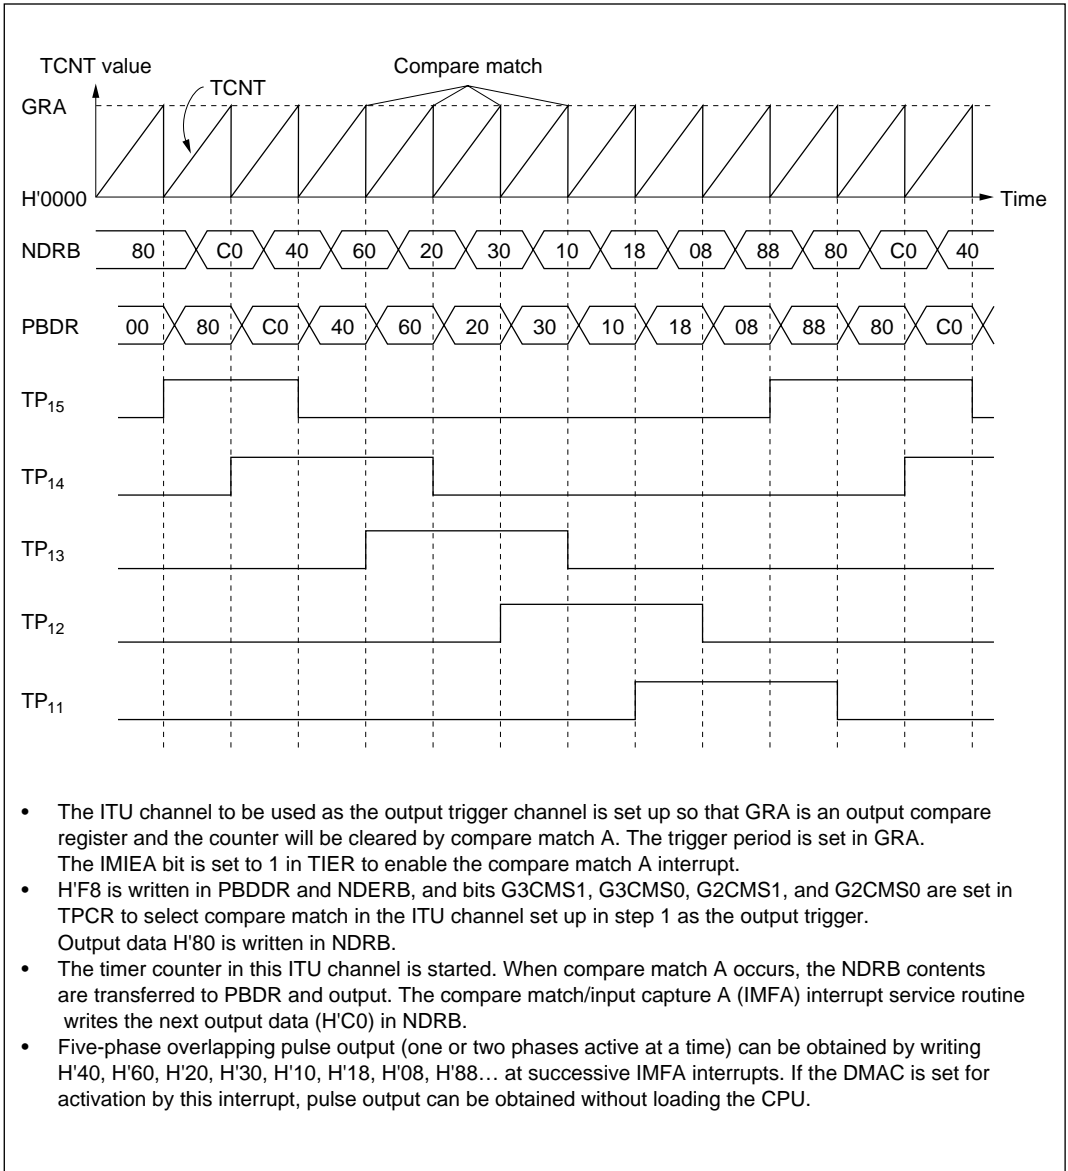 TCNT value
Compare match
TCNT
GRA
H'0000
Time
NDRB 80 C0 40 60 20 30 10 18 08 88 80 C0 40
PBDR 00 80 C0 40 60 20 30 10 18 08 88 80 C0
TP15
TP14
TP13
TP12
TP11
• The ITU channel to be used as the output trigger channel is set up so that GRA is an output compare
register and the counter will be cleared by compare match A. The trigger period is set in GRA.
The IMIEA bit is set to 1 in TIER to enable the compare match A interrupt.
• H'F8 is written in PBDDR and NDERB, and bits G3CMS1, G3CMS0, G2CMS1, and G2CMS0 are set in
TPCR to select compare match in the ITU channel set up in step 1 as the output trigger.
Output data H'80 is written in NDRB.
• The timer counter in this ITU channel is started. When compare match A occurs, the NDRB contents
are transferred to PBDR and output. The compare match/input capture A (IMFA) interrupt service routine
writes the next output data (H'C0) in NDRB.
• Five-phase overlapping pulse output (one or two phases active at a time) can be obtained by writing
H'40, H'60, H'20, H'30, H'10, H'18, H'08, H'88… at successive IMFA interrupts. If the DMAC is set for
activation by this interrupt, pulse output can be obtained without loading the CPU.